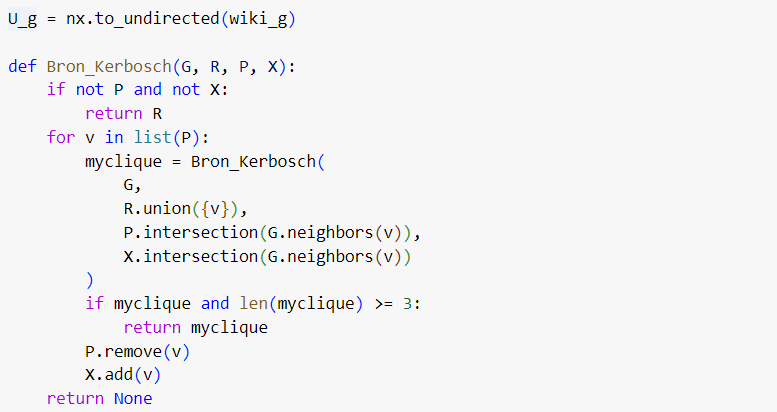 U_g = nx.to_undirected(wiki_g)

def Bron_Kerbosch(G, R, P, X):
    if not P and not X:
        return R
    for v in list(P):
        myclique = Bron_Kerbosch(
            G,
            R.union({v}),
            P.intersection(G.neighbors(v)),
            X.intersection(G.neighbors(v))
        )
        if myclique and len(myclique) >= 3:
            return myclique
        P.remove(v)
        X.add(v)
    return None